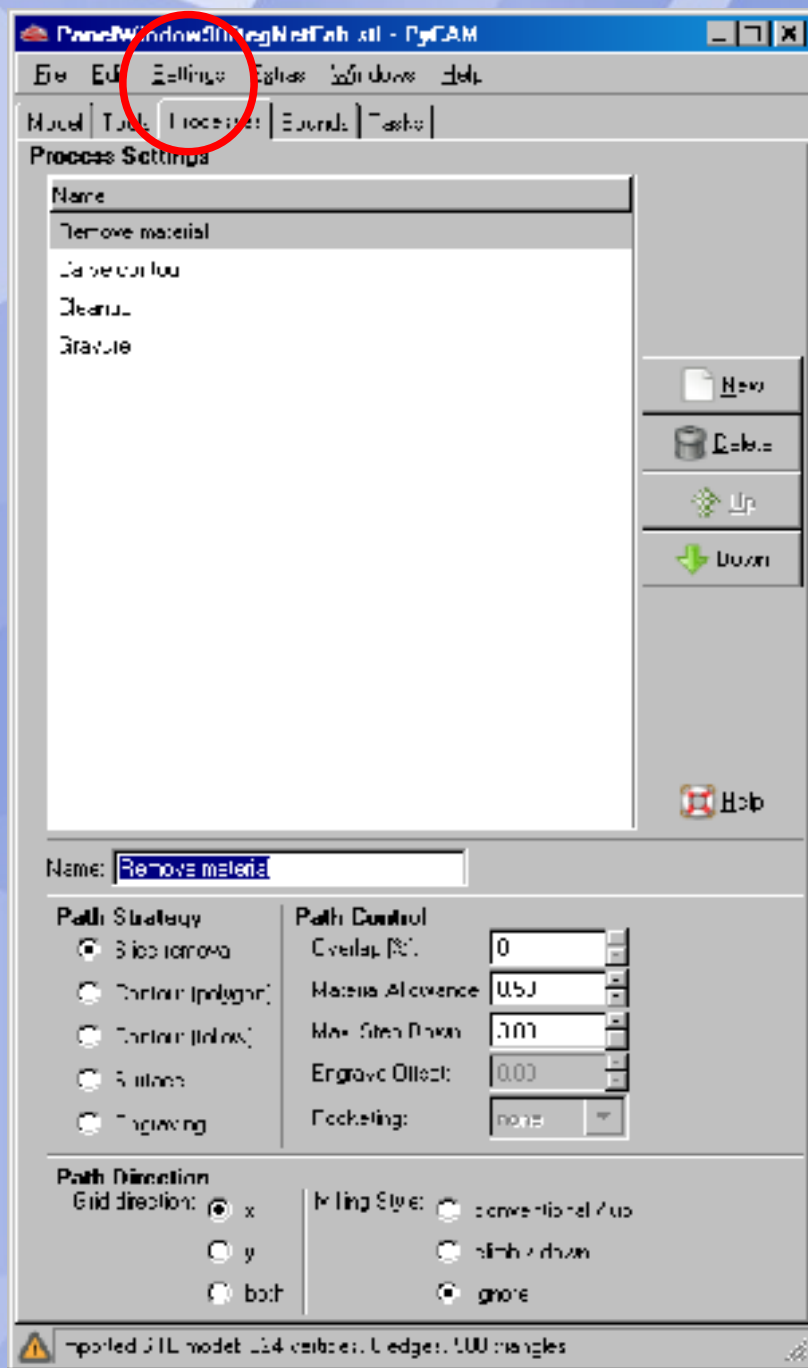 PyCAM
File Edit Settings Extras Windows Help
Model Tools Processes Bounds Tasks
Process Settings
Name
Remove material
Carve contour
Cleanup
Gravure
New
Delete
Up
Down
Help
Name: Remove material
Path Strategy
Slice removal
Contour (polygon)
Contour (follow)
Surface
Engraving
Path Control
Overlap [%]: 0
Material Allowance 0.50
Max. Step Down
Engrave Offset: 0.00
Pocketing: none
Path Direction
Grid direction: x
y
both
Milling Style: conventional / up
climb / down
ignore
Imported STL model: vertices, edges, triangles